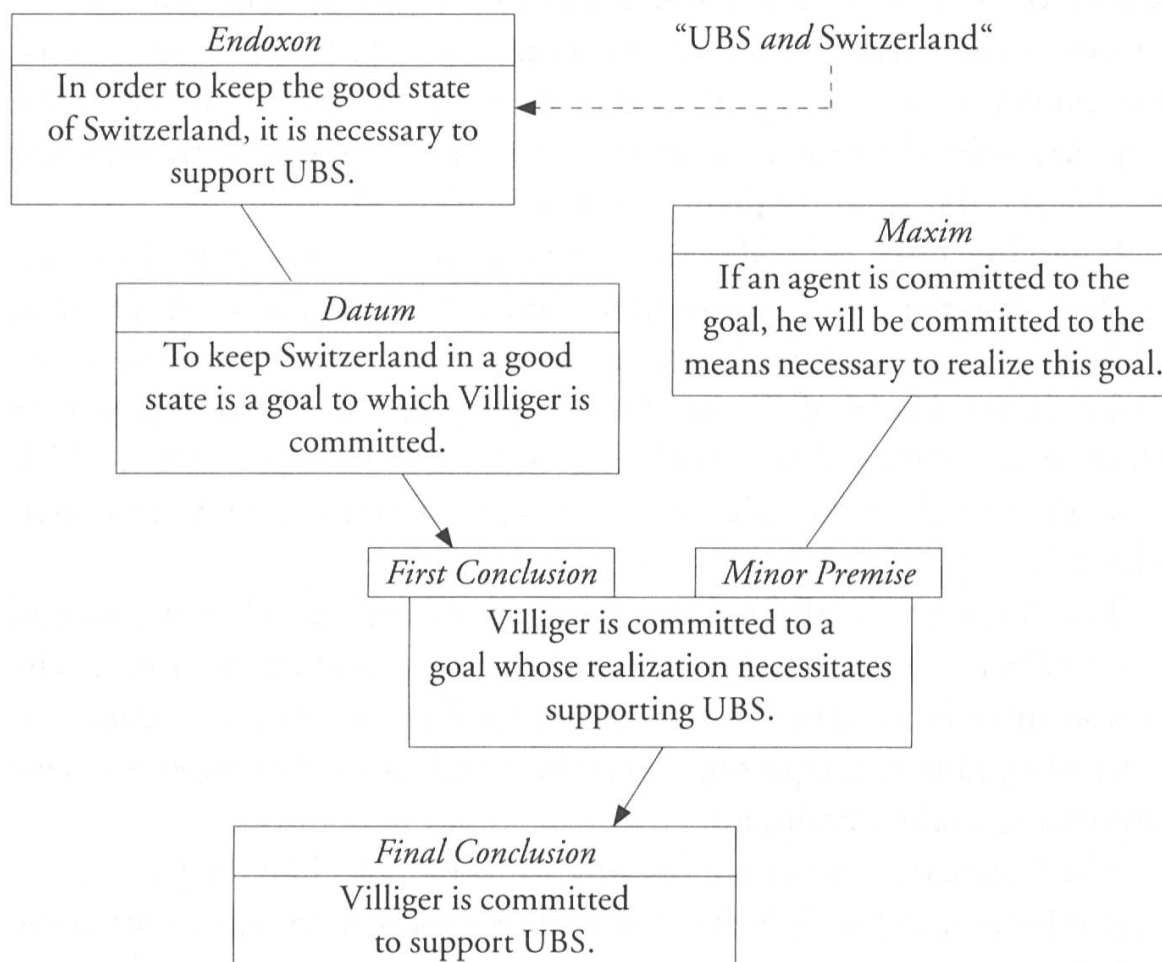 Endoxon
In order to keep the good state
of Switzerland, it is necessary to
support UBS.
“UBS and Switzerland“
Datum
To keep Switzerland in a good
state is a goal to which Villiger is
committed.
Maxim
If an agent is committed to the
goal, he will be committed to the
means necessary to realize this goal.
First Conclusion
Minor Premise
Villiger is committed to a
goal whose realization necessitates
supporting UBS.
Final Conclusion
Villiger is committed
to support UBS.